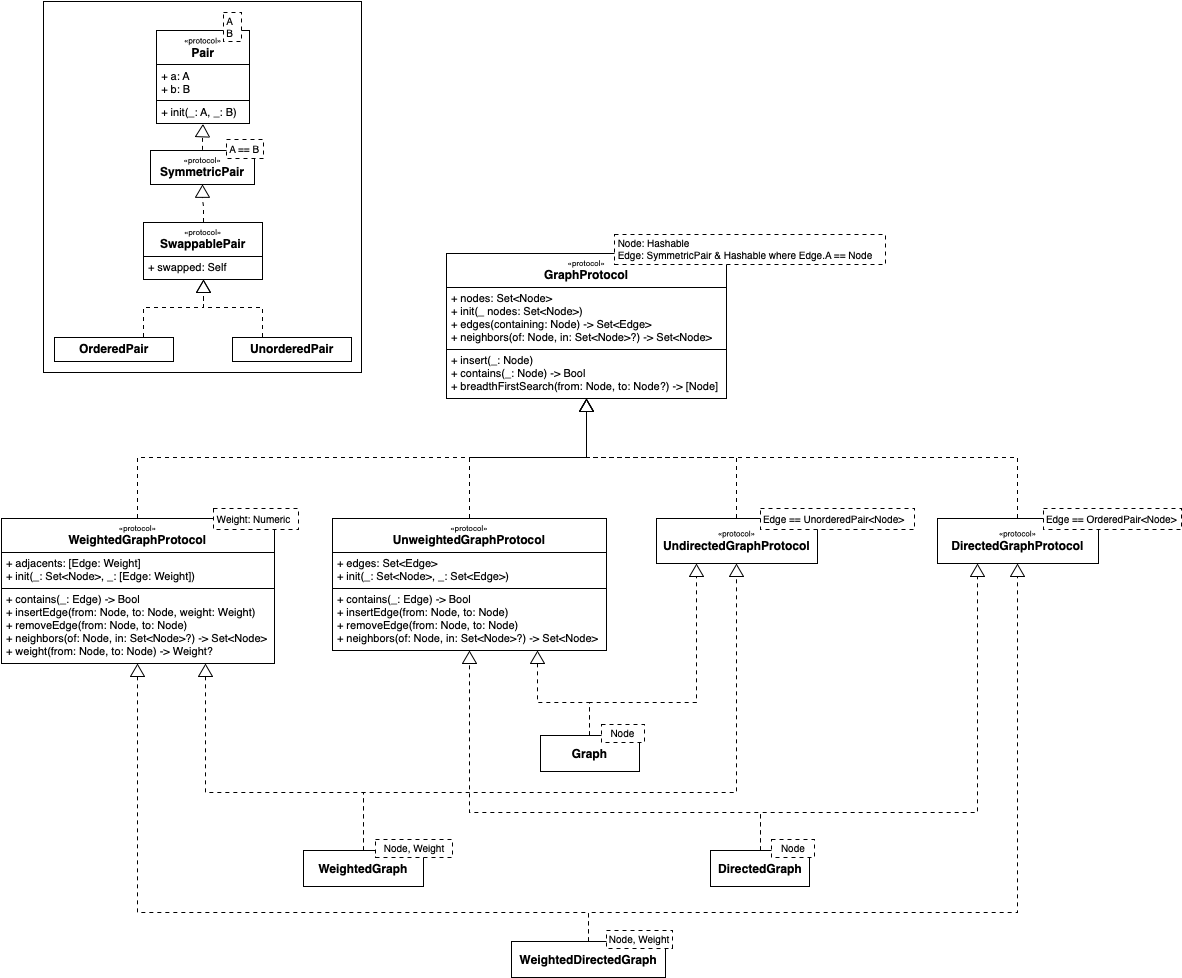 A
B
«protocol»
Pair
+ a: A
+ b: B
+ init(_: A, _: B)
A == B
«protocol»
SymmetricPair
«protocol»
SwappablePair
+ swapped: Self
OrderedPair
UnorderedPair
Node: Hashable
Edge: SymmetricPair & Hashable where Edge.A == Node
«protocol»
GraphProtocol
+ nodes: Set<Node>
+ init(_ nodes: Set<Node>)
+ edges(containing: Node) -> Set<Edge>
+ neighbors(of: Node, in: Set<Node>?) -> Set<Node>
+ insert(_: Node)
+ contains(_: Node) -> Bool
+ breadthFirstSearch(from: Node, to: Node?) -> [Node]
Weight: Numeric
«protocol»
WeightedGraphProtocol
+ adjacents: [Edge: Weight]
+ init(_: Set<Node>, _: [Edge: Weight])
+ contains(_: Edge) -> Bool
+ insertEdge(from: Node, to: Node, weight: Weight)
+ removeEdge(from: Node, to: Node)
+ neighbors(of: Node, in: Set<Node>?) -> Set<Node>
+ weight(from: Node, to: Node) -> Weight?
«protocol»
UnweightedGraphProtocol
+ edges: Set<Edge>
+ init(_: Set<Node>, _: Set<Edge>)
+ contains(_: Edge) -> Bool
+ insertEdge(from: Node, to: Node)
+ removeEdge(from: Node, to: Node)
+ neighbors(of: Node, in: Set<Node>?) -> Set<Node>
Edge == UnorderedPair<Node>
«protocol»
UndirectedGraphProtocol
Edge == OrderedPair<Node>
«protocol»
DirectedGraphProtocol
Node
Graph
Node, Weight
WeightedGraph
Node
DirectedGraph
Node, Weight
WeightedDirectedGraph